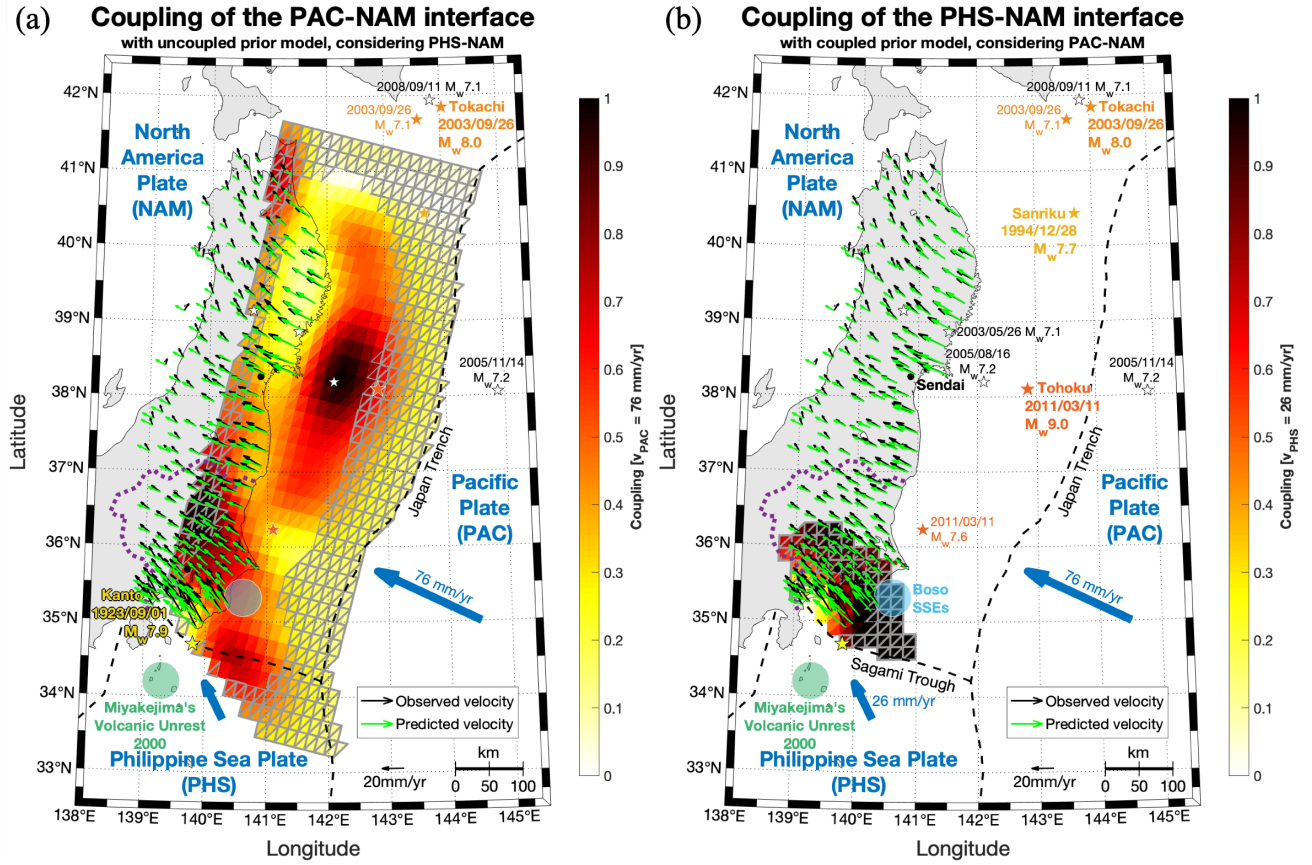 (a)
Coupling of the PAC-NAM interface
with uncoupled prior model, considering PHS-NAM
42°N
41°N
40°N
39°N
38°N
37°N
36°N
35°N
34°N
33°N
Latitude
138°E
139°E
140°E
141°E
142°E
143°E
144°E
145°E
Longitude
North
America
Plate
(NAM)
2008/09/11 Mw7.1
2003/09/26
Mw7.1
Tokachi
2003/09/26
Mw8.0
2005/11/14
Mw7.2
Japan Trench
Pacific
Plate
(PAC)
76 mm/yr
Kanto
1923/09/01
Mw7.9
Miyakejima's
Volcanic Unrest
2000
Philippine Sea Plate
(PHS)
Observed velocity
Predicted velocity
20mm/yr
km
0 50 100
1
0.9
0.8
0.7
0.6
0.5
0.4
0.3
0.2
0.1
0
Coupling [vPAC = 76 mm/yr]
(b)
Coupling of the PHS-NAM interface
with coupled prior model, considering PAC-NAM
42°N
41°N
40°N
39°N
38°N
37°N
36°N
35°N
34°N
33°N
Latitude
138°E
139°E
140°E
141°E
142°E
143°E
144°E
145°E
Longitude
North
America
Plate
(NAM)
2008/09/11 Mw7.1
2003/09/26
Mw7.1
Tokachi
2003/09/26
Mw8.0
Sanriku
1994/12/28
Mw7.7
2003/05/26 Mw7.1
2005/08/16
Mw7.2
Sendai
2005/11/14
Mw7.2
Tohoku
2011/03/11
Mw9.0
Japan Trench
Pacific
Plate
(PAC)
2011/03/11
Mw7.6
76 mm/yr
Boso
SSEs
Sagami Trough
26 mm/yr
Miyakejima's
Volcanic Unrest
2000
Philippine Sea Plate
(PHS)
Observed velocity
Predicted velocity
20mm/yr
km
0 50 100
1
0.9
0.8
0.7
0.6
0.5
0.4
0.3
0.2
0.1
0
Coupling [vPHS = 26 mm/yr]